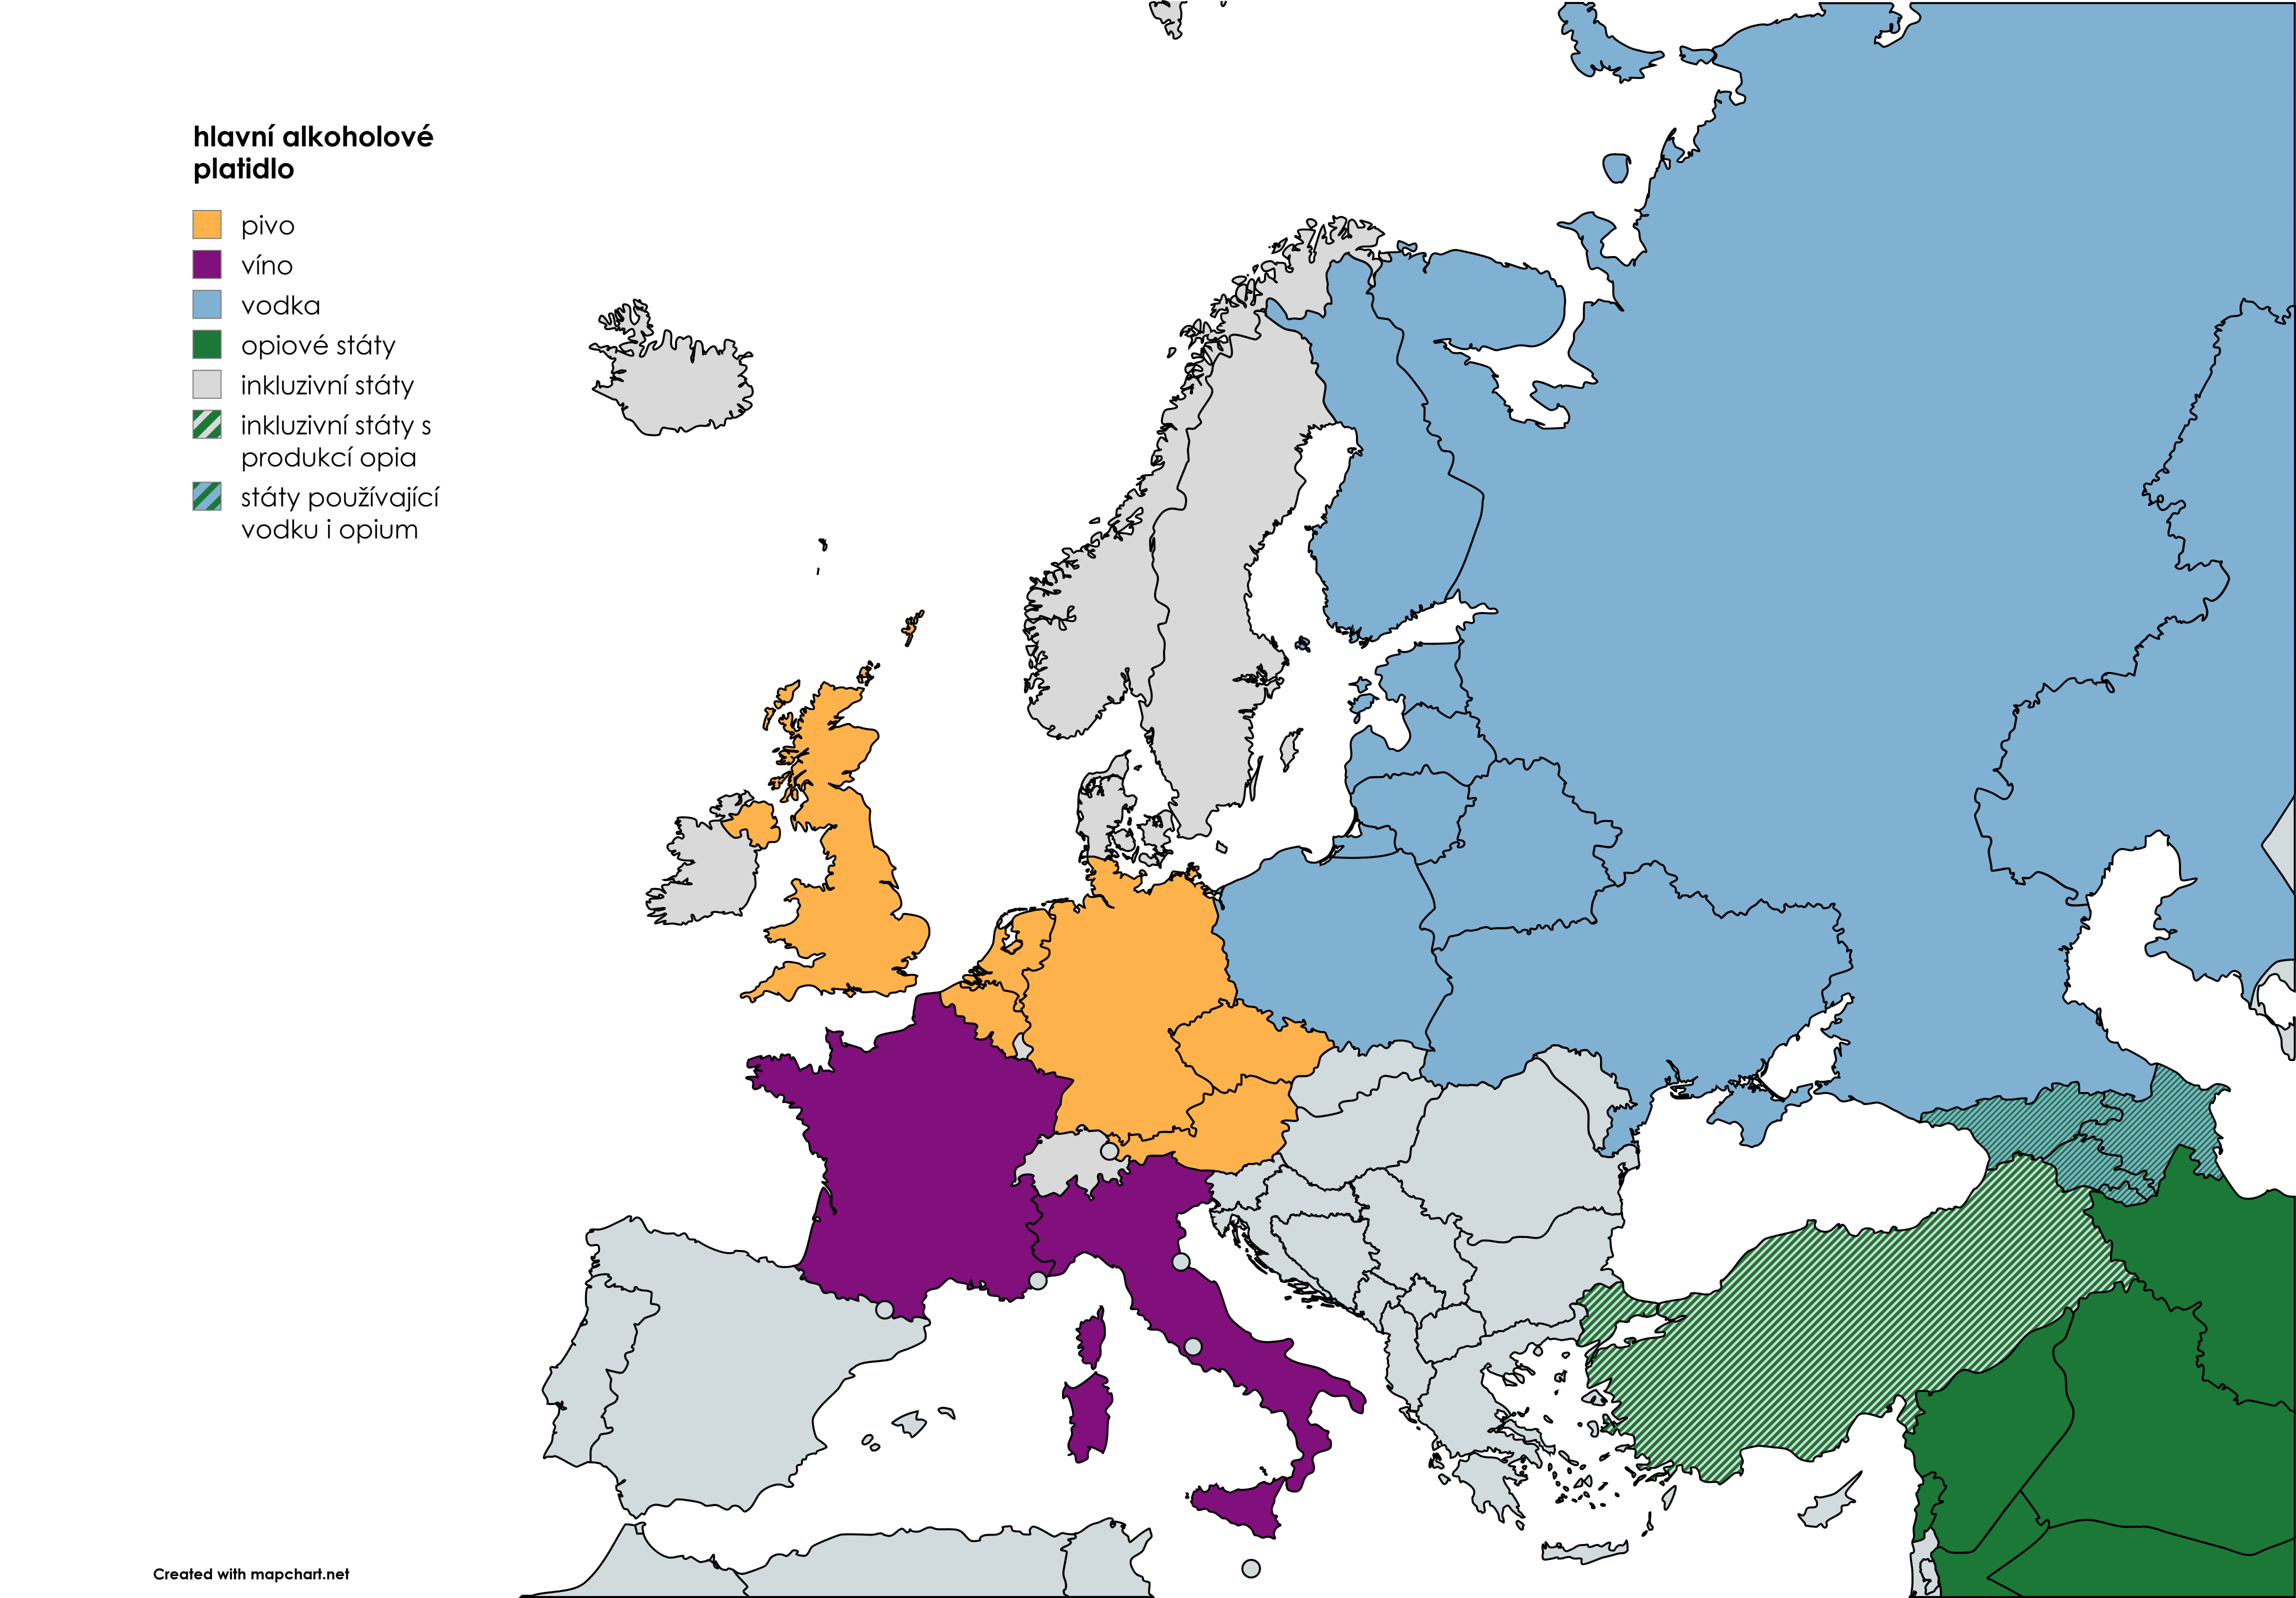 hlavní alkoholové
platidlo
pivo
víno
vodka
opiové státy
inkluzivní státy
inkluzivní státy s
produkcí opia
státy používající
vodku i opium
Created with mapchart.net